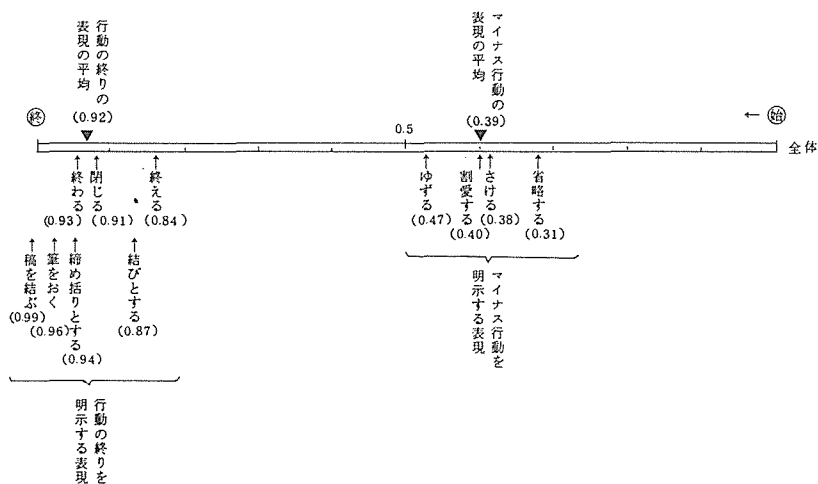 マイナス行動の
表現の平均
(0.39)
行動の終りの
表現の平均
(0.92)
←始
0.5
終
全体
省略する
(0.31)
さける
(0.38)
割愛する
(0.40)
ゆずる
(0.47)
マイナス行動を
明示する表現
終える
(0.84)
閉じる
(0.91)
終わる
(0.93)
結びとする
(0.87)
締め括りとする
(0.94)
筆をおく
(0.96)
稿を結ぶ
(0.99)
行動の終りを
明示する表現